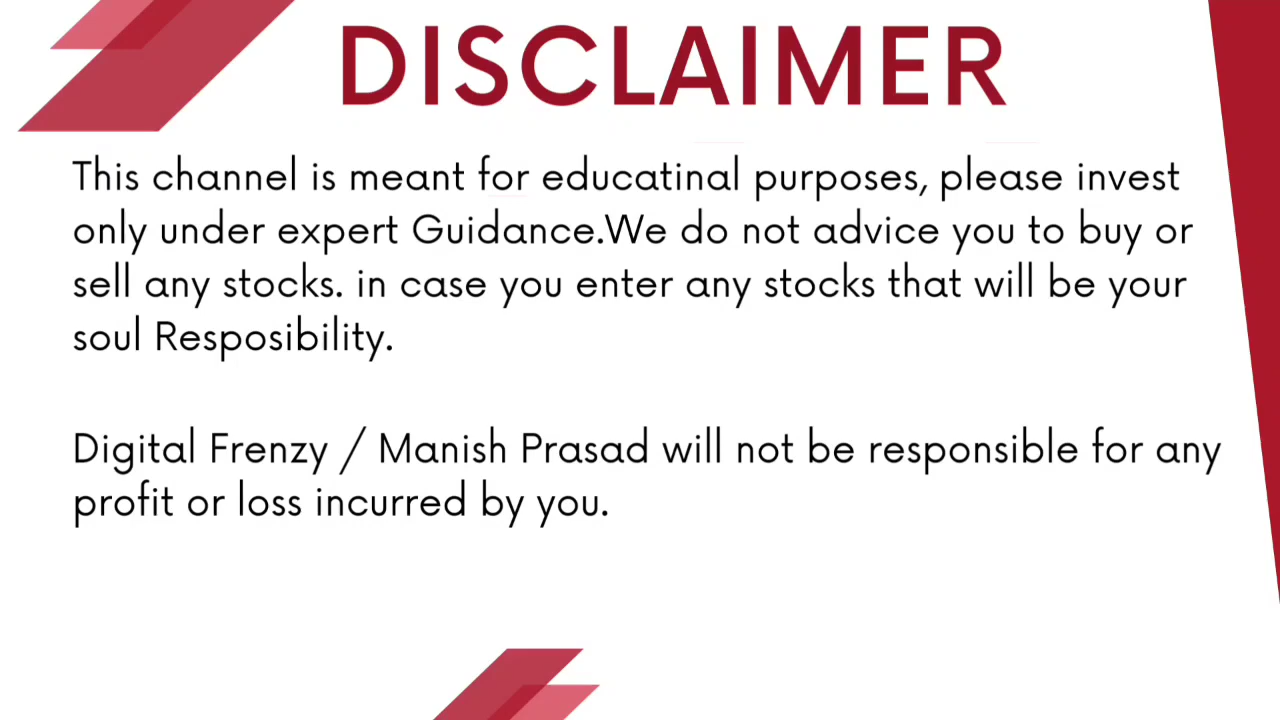 DISCLAIMER
This channel is meant for educatinal purposes, please invest
only under expert Guidance.We do not advice you to buy or
sell any stocks. in case you enter any stocks that will be your
soul Resposibility.
Digital Frenzy / Manish Prasad will not be responsible for any
profit or loss incurred by you.